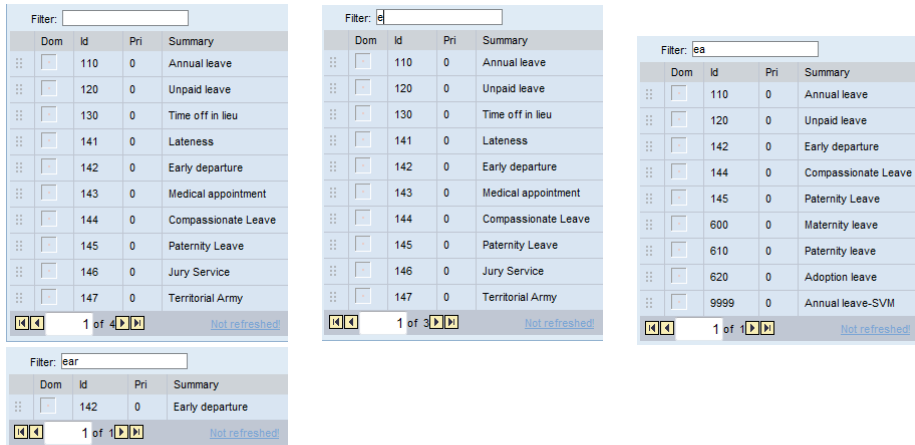 Filter:
Dom Id Pri Summary
110 0 Annual leave
120 0 Unpaid leave
130 0 Time off in lieu
141 0 Lateness
142 0 Early departure
143 0 Medical appointment
144 0 Compassionate Leave
145 0 Paternity Leave
146 0 Jury Service
147 0 Territorial Army
1 of 4 Not refreshed!
Filter: e
Dom Id Pri Summary
110 0 Annual leave
120 0 Unpaid leave
130 0 Time off in lieu
141 0 Lateness
142 0 Early departure
143 0 Medical appointment
144 0 Compassionate Leave
145 0 Paternity Leave
146 0 Jury Service
147 0 Territorial Army
1 of 3 Not refreshed!
Filter: ea
Dom Id Pri Summary
110 0 Annual leave
120 0 Unpaid leave
142 0 Early departure
144 0 Compassionate Leave
145 0 Paternity Leave
600 0 Maternity leave
610 0 Paternity leave
620 0 Adoption leave
9999 0 Annual leave-SVM
1 of 1 Not refreshed!
Filter: ear
Dom Id Pri Summary
142 0 Early departure
1 of 1 Not refreshed!